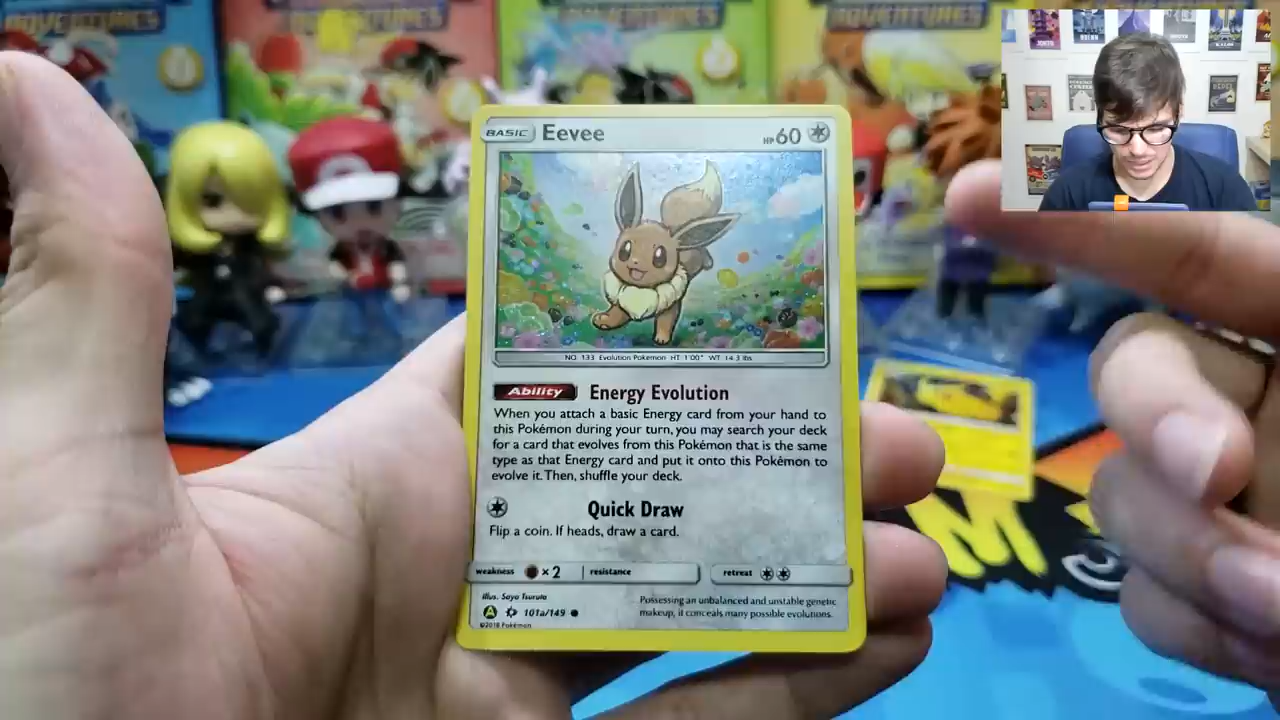 ADVENTURES
ADVENTURES
ADVENTURES
BASIC Eevee HP 60
NO. 133 Evolution Pokémon HT 1'00" WT 14.3 lbs
Ability Energy Evolution
When you attach a basic Energy card from your hand to
this Pokémon during your turn, you may search your deck
for a card that evolves from this Pokémon that is the same
type as that Energy card and put it onto this Pokémon to
evolve it. Then, shuffle your deck.
Quick Draw
Flip a coin. If heads, draw a card.
weakness ×2 resistance retreat
Illus. Saya Tsuruta
A 101a/149
©2018 Pokémon
Possessing an unbalanced and unstable genetic
makeup, it conceals many possible evolutions.